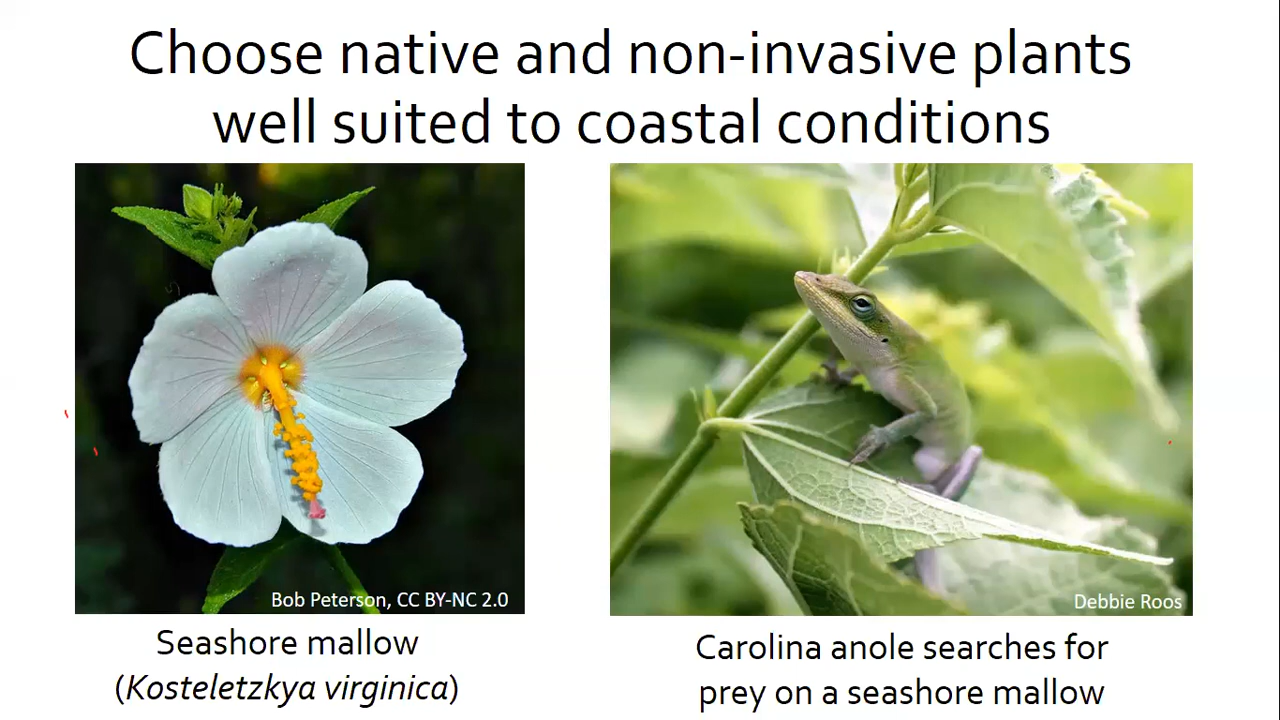 Choose native and non-invasive plants
well suited to coastal conditions
Bob Peterson, CC BY-NC 2.0
Debbie Roos
Seashore mallow
(Kosteletzkya virginica)
Carolina anole searches for
prey on a seashore mallow